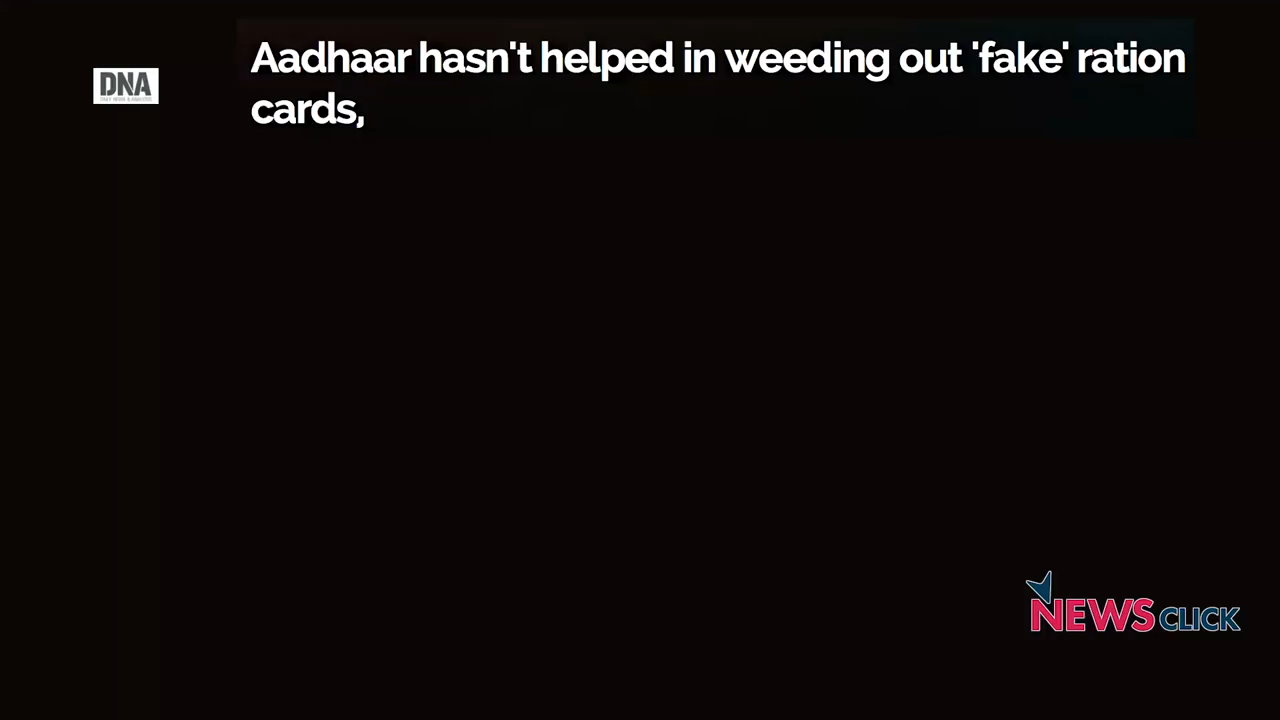 DNA
Aadhaar hasn't helped in weeding out 'fake' ration
cards,
NEWSCLICK